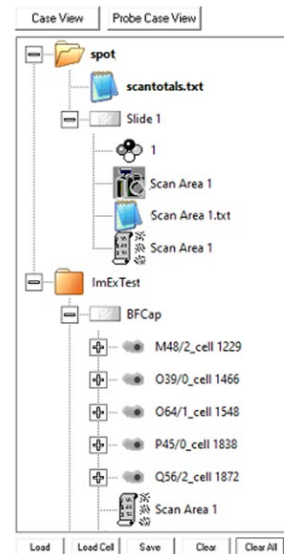 Case View Probe Case View
spot
scantotals.txt
Slide 1
1
Scan Area 1
Scan Area 1.txt
Scan Area 1
ImExTest
BFCap
M48/2_cell 1229
O39/0_cell 1466
O64/1_cell 1548
P45/0_cell 1838
Q56/2_cell 1872
Scan Area 1
Load Load Cell Save Clear Clear All